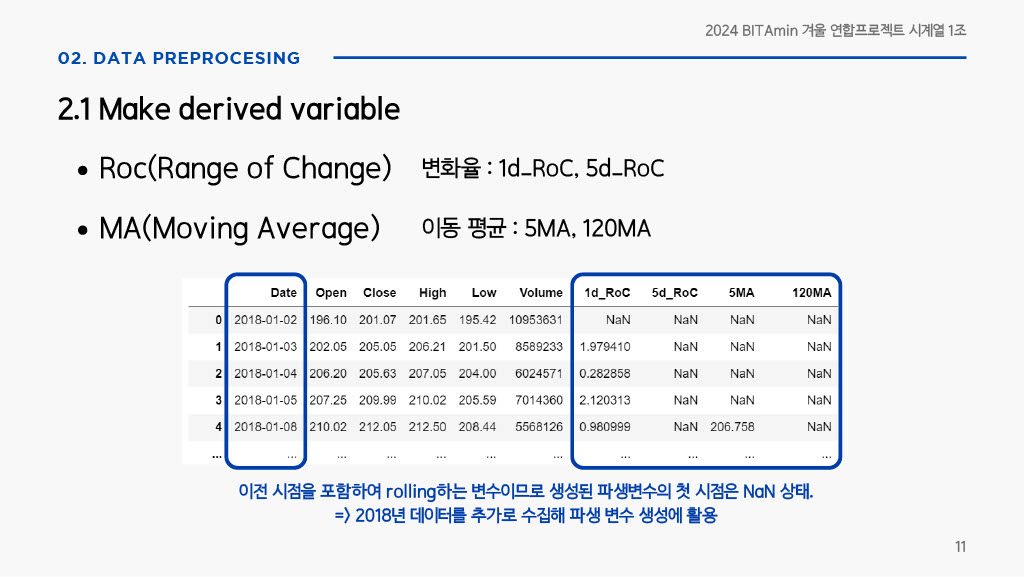 2024 BITAmin 겨울 연합프로젝트 시계열 1조
02. DATA PREPROCESING
2.1 Make derived variable
• Roc(Range of Change) 변화율 : 1d_RoC, 5d_RoC
• MA(Moving Average) 이동 평균 : 5MA, 120MA
Date Open Close High Low Volume 1d_RoC 5d_RoC 5MA 120MA
0 2018-01-02 196.10 201.07 201.65 195.42 10953631 NaN NaN NaN NaN
1 2018-01-03 202.05 205.05 206.21 201.50 8589233 1.979410 NaN NaN NaN
2 2018-01-04 206.20 205.63 207.05 204.00 6024571 0.282858 NaN NaN NaN
3 2018-01-05 207.25 209.99 210.02 205.59 7014360 2.120313 NaN NaN NaN
4 2018-01-08 210.02 212.05 212.50 208.44 5568126 0.980999 NaN 206.758 NaN
... ... ... ... ... ... ... ... ... ... ...
이전 시점을 포함하여 rolling하는 변수이므로 생성된 파생변수의 첫 시점은 NaN 상태.
=> 2018년 데이터를 추가로 수집해 파생 변수 생성에 활용
11